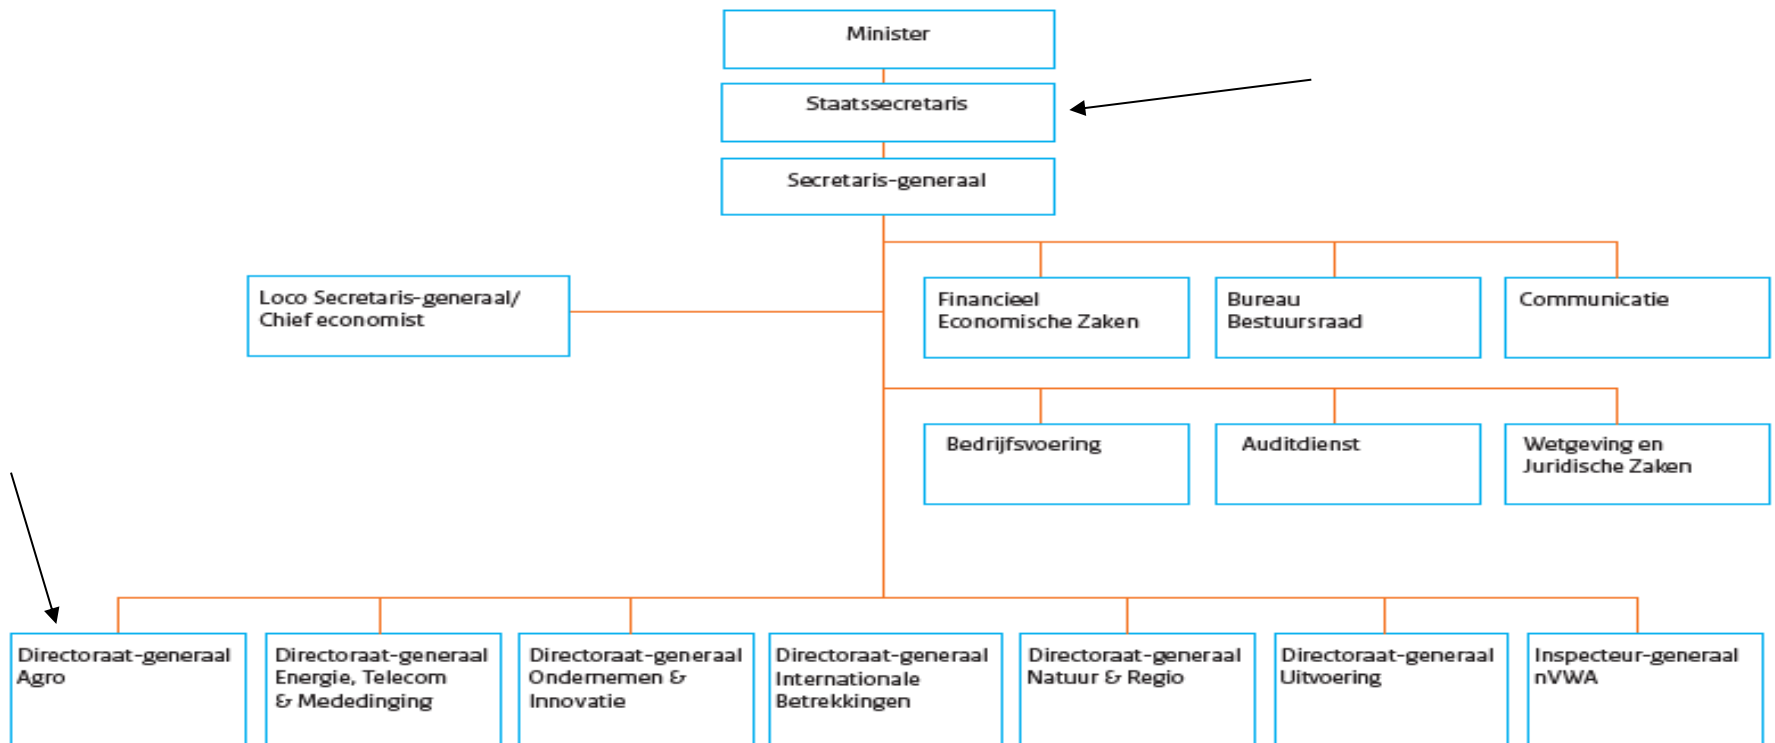 Minister
Staatssecretaris
Secretaris-generaal
Loco Secretaris-generaal/
Chief economist
Financieel
Economische Zaken
Bureau
Bestuursraad
Communicatie
Bedrijfsvoering
Auditdienst
Wetgeving en
Juridische Zaken
Directoraat-generaal
Agro
Directoraat-generaal
Energie, Telecom
& Mededinging
Directoraat-generaal
Ondernemen &
Innovatie
Directoraat-generaal
Internationale
Betrekkingen
Directoraat-generaal
Natuur & Regio
Directoraat-generaal
Uitvoering
Inspecteur-generaal
nVWA